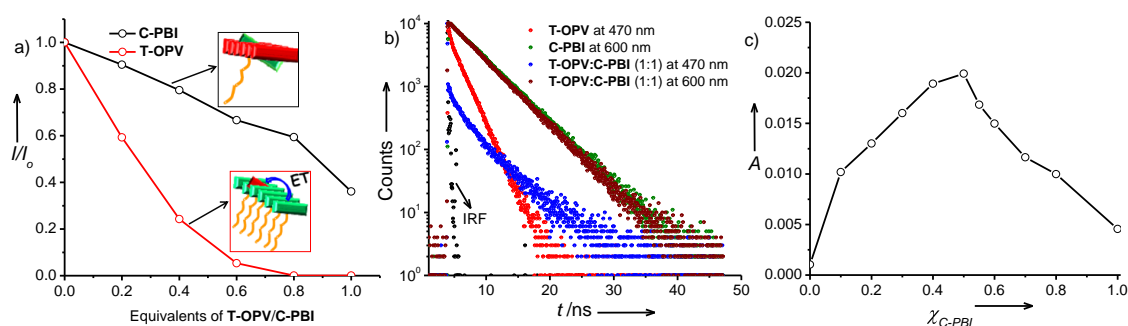 a)
C-PBI
T-OPV
ET
I/Io
1.0
0.8
0.6
0.4
0.2
0.0
0.0 0.2 0.4 0.6 0.8 1.0
Equivalents of T-OPV/C-PBI
b)
T-OPV at 470 nm
C-PBI at 600 nm
T-OPV:C-PBI (1:1) at 470 nm
T-OPV:C-PBI (1:1) at 600 nm
IRF
Counts
10⁴
10³
10²
10¹
10⁰
10 20 30 40 50
t/ns
c)
A
0.025
0.020
0.015
0.010
0.005
0.000
0.0 0.2 0.4 0.6 0.8 1.0
χC-PBI